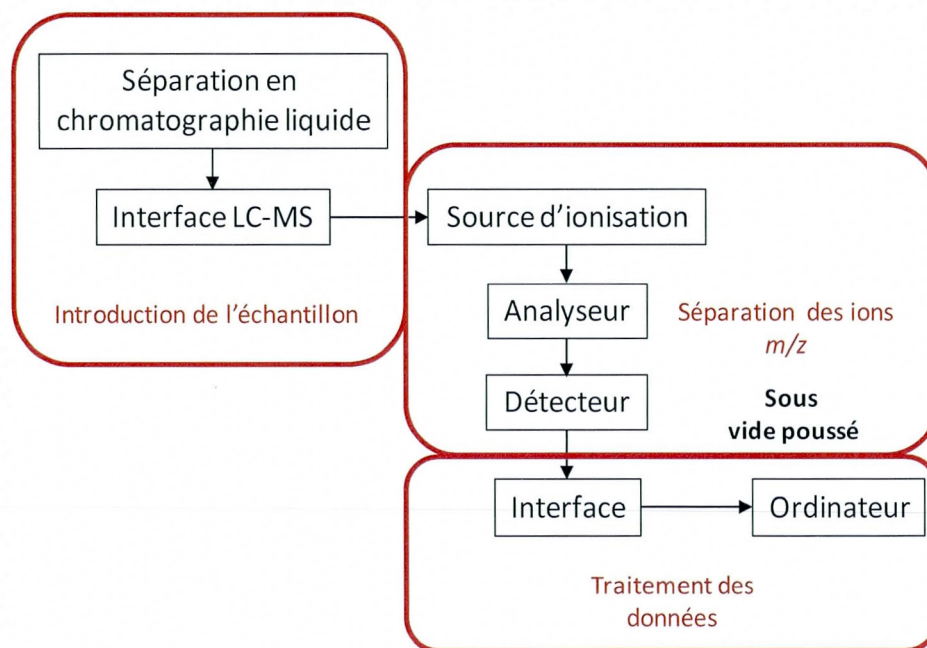 Séparation en
chromatographie liquide
Interface LC-MS
Source d'ionisation
Introduction de l'échantillon
Analyseur
Séparation des ions
m/z
Détecteur
Sous
vide poussé
Interface
Ordinateur
Traitement des
données